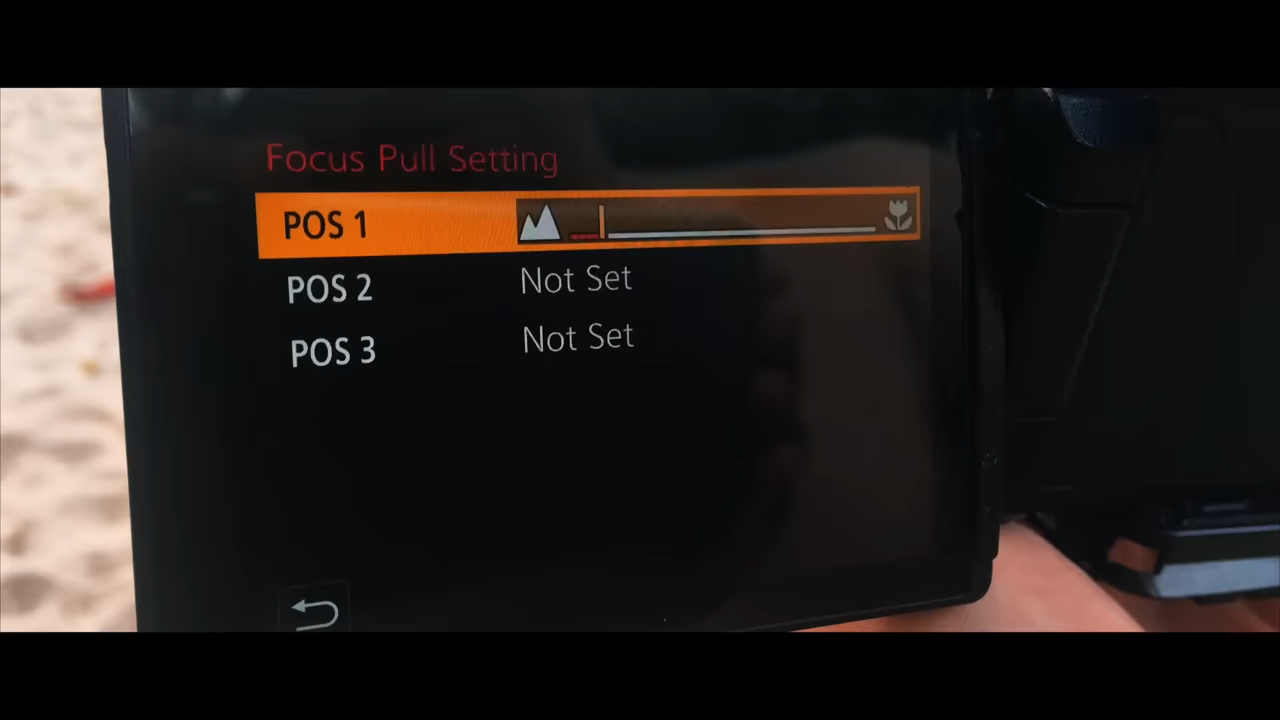 Focus Pull Setting
POS 1
POS 2 Not Set
POS 3 Not Set